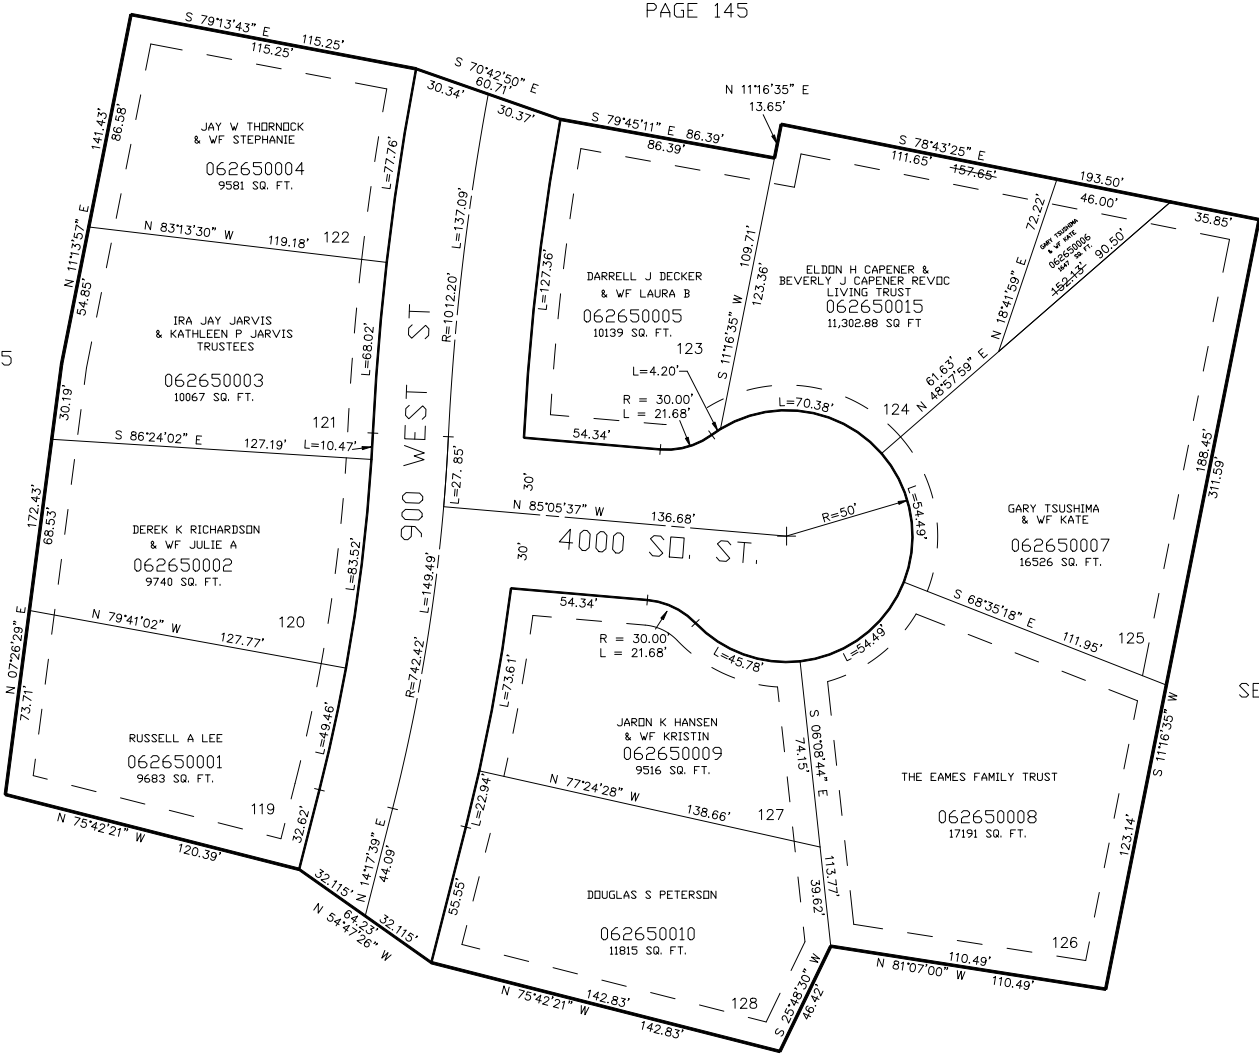 PAGE 145
S 79°13'43" E 115.25'
115.25'
S 70°42'50" E
60.71'
30.34'
30.37'
N 11°16'35" E
13.65'
S 79°45'11" E 86.39'
86.39'
S 78°43'25" E
111.65' 157.65'
193.50'
46.00'
35.85'
141.43'
86.58'
JAY W THORNOCK
& WF STEPHANIE
062650004
9581 SQ. FT.
L=77.76'
N 83°13'30" W 119.18'
122
N 11°13'57" E
54.85'
IRA JAY JARVIS
& KATHLEEN P JARVIS
TRUSTEES
062650003
10067 SQ. FT.
L=68.02'
121
30.19'
S 86°24'02" E 127.19'
L=10.47'
172.43'
68.53'
DEREK K RICHARDSON
& WF JULIE A
062650002
9740 SQ. FT.
L=83.52'
120
N 79°41'02" W 127.77'
N 07°26'29" E
73.71'
RUSSELL A LEE
062650001
9683 SQ. FT.
L=49.46'
119
32.62'
N 75°42'21" W 120.39'
L=137.09'
R=1012.20'
900 WEST ST
L=27.85'
L=149.49'
R=742.42'
N 14°17'39" E
44.09'
32.115'
64.23'
32.115'
N 54°47'26" W
L=127.36'
DARRELL J DECKER
& WF LAURA B
062650005
10139 SQ. FT.
123
L=4.20'
R = 30.00'
L = 21.68'
54.34'
109.71'
S 11°16'35" W 123.36'
ELDON H CAPENER &
BEVERLY J CAPENER REVOC
LIVING TRUST
062650015
11,302.88 SQ FT
L=70.38'
124
72.22'
N 18°41'59" E
GARY TSUSHIMA
& WF KATE
062650006
1647 SQ. FT.
90.50'
152.13'
61.63'
N 48°57'59" E
30'
N 85°05'37" W 136.68'
30'
4000 SO. ST.
R=50'
L=54.49'
GARY TSUSHIMA
& WF KATE
062650007
16526 SQ. FT.
188.45'
311.59'
125
S 68°35'18" E 111.95'
54.34'
R = 30.00'
L = 21.68'
L=45.78'
L=54.49'
L=73.61'
JARON K HANSEN
& WF KRISTIN
062650009
9516 SQ. FT.
S 06°08'44" E
74.15'
N 77°24'28" W 138.66'
127
L=22.94'
DOUGLAS S PETERSON
062650010
11815 SQ. FT.
55.55'
113.77'
39.62'
128
THE EAMES FAMILY TRUST
062650008
17191 SQ. FT.
S 11°16'35" W
123.14'
126
110.49'
N 81°07'00" W 110.49'
S 25°48'30" W
46.42'
142.83'
N 75°42'21" W 142.83'
5
SE